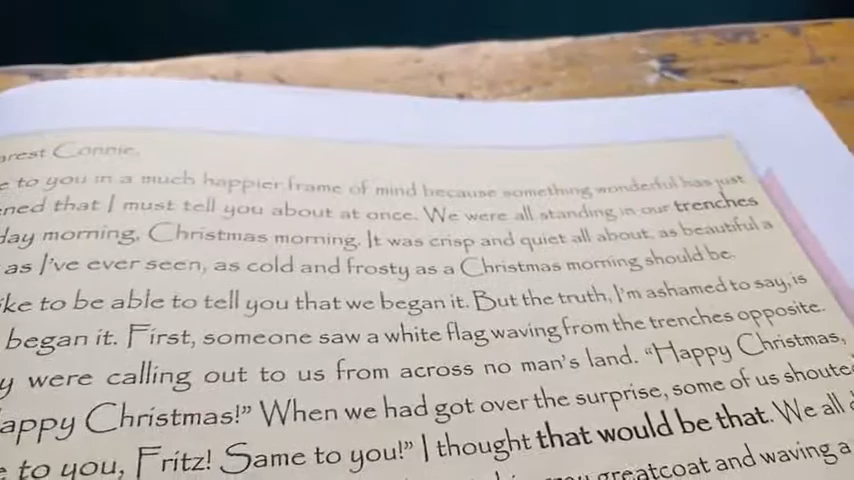 arest Connie,
e to you in a much happier frame of mind because something wonderful has just
ned that I must tell you about at once. We were all standing in our trenches
day morning, Christmas morning. It was crisp and quiet all about, as beautiful a
as I've ever seen, as cold and frosty as a Christmas morning should be.
ke to be able to tell you that we began it. But the truth, I'm ashamed to say, is
began it. First, someone saw a white flag waving from the trenches opposite.
y were calling out to us from across no man's land. "Happy Christmas,
appy Christmas!" When we had got over the surprise, some of us shoute
e to you, Fritz! Same to you!" I thought that would be that. We all
greatcoat and waving a